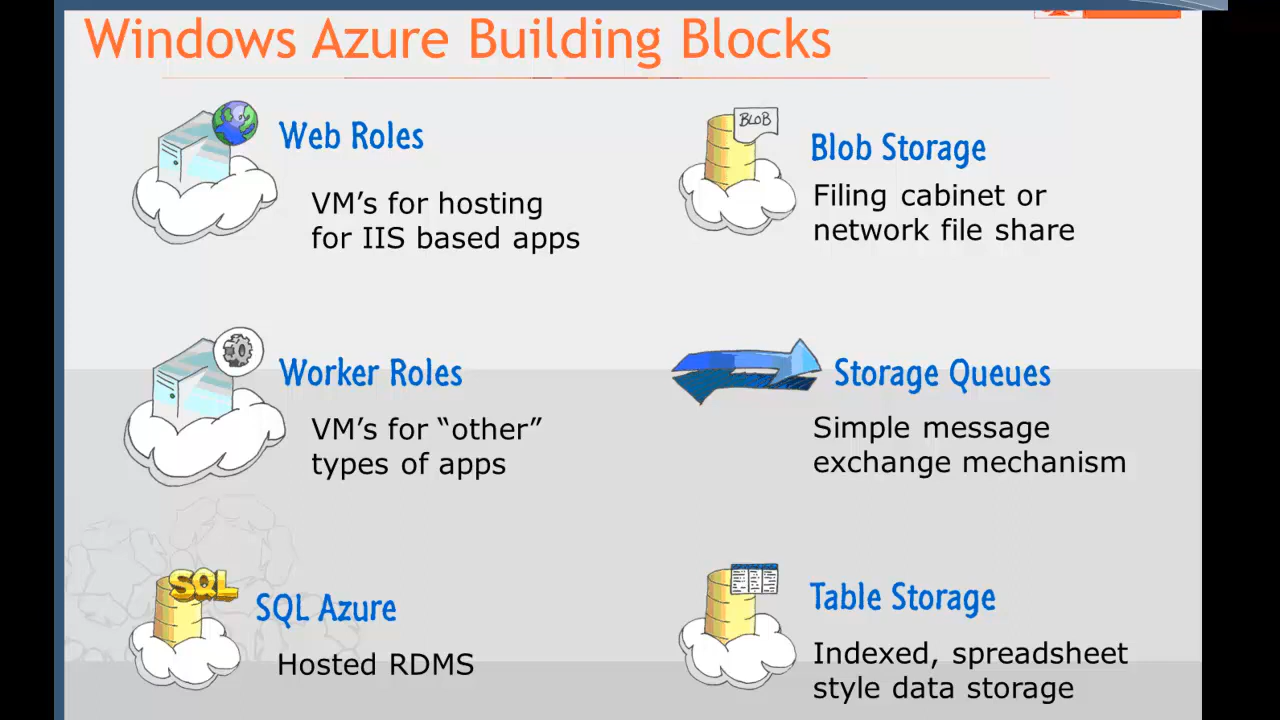 Windows Azure Building Blocks
Web Roles
VM’s for hosting
for IIS based apps
BLOB
Blob Storage
Filing cabinet or
network file share
Worker Roles
VM’s for “other”
types of apps
Storage Queues
Simple message
exchange mechanism
SQL
SQL Azure
Hosted RDMS
Table Storage
Indexed, spreadsheet
style data storage